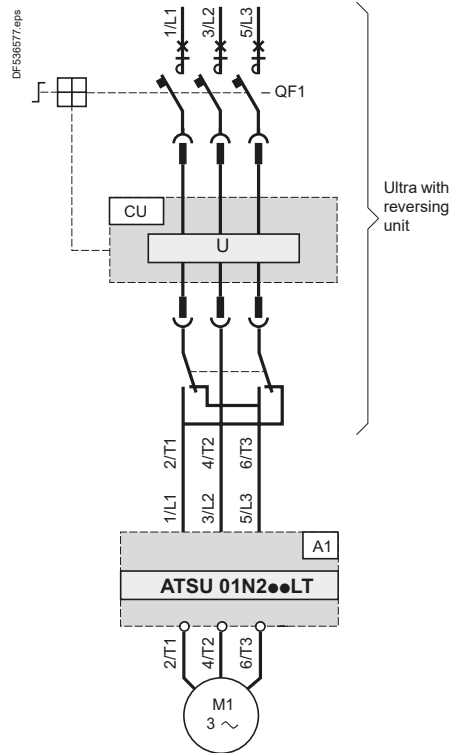 DF536577.eps
1/L1
3/L2
5/L3
QF1
Ultra with
reversing
unit
CU
U
2/T1
4/T2
6/T3
1/L1
3/L2
5/L3
A1
ATSU 01N2●●LT
2/T1
4/T2
6/T3
M1
3 ~